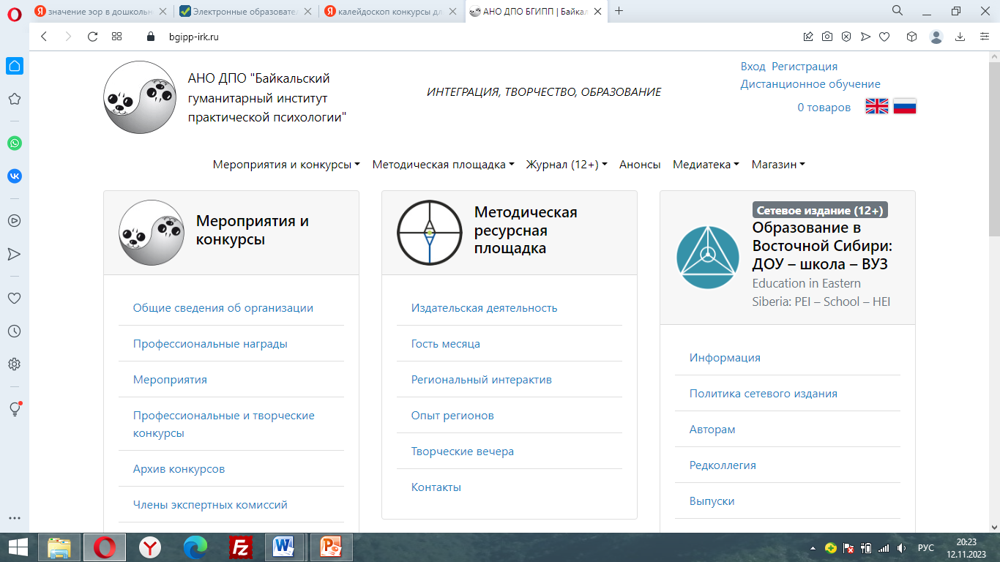 значение эор в дошкольн
Электронные образовател
калейдоскоп конкурсы дл
АНО ДПО БГИПП | Байкал
bgipp-irk.ru
АНО ДПО "Байкальский
гуманитарный институт
практической психологии"
ИНТЕГРАЦИЯ, ТВОРЧЕСТВО, ОБРАЗОВАНИЕ
Вход Регистрация
Дистанционное обучение
0 товаров
Мероприятия и конкурсы Методическая площадка Журнал (12+) Анонсы Медиатека Магазин
Мероприятия и
конкурсы
Общие сведения об организации
Профессиональные награды
Мероприятия
Профессиональные и творческие
конкурсы
Архив конкурсов
Члены экспертных комиссий
Методическая
ресурсная
площадка
Издательская деятельность
Гость месяца
Региональный интерактив
Опыт регионов
Творческие вечера
Контакты
Сетевое издание (12+)
Образование в
Восточной Сибири:
ДОУ – школа – ВУЗ
Education in Eastern
Siberia: PEI – School – HEI
Информация
Политика сетевого издания
Авторам
Редколлегия
Выпуски
РУС
20:23
12.11.2023